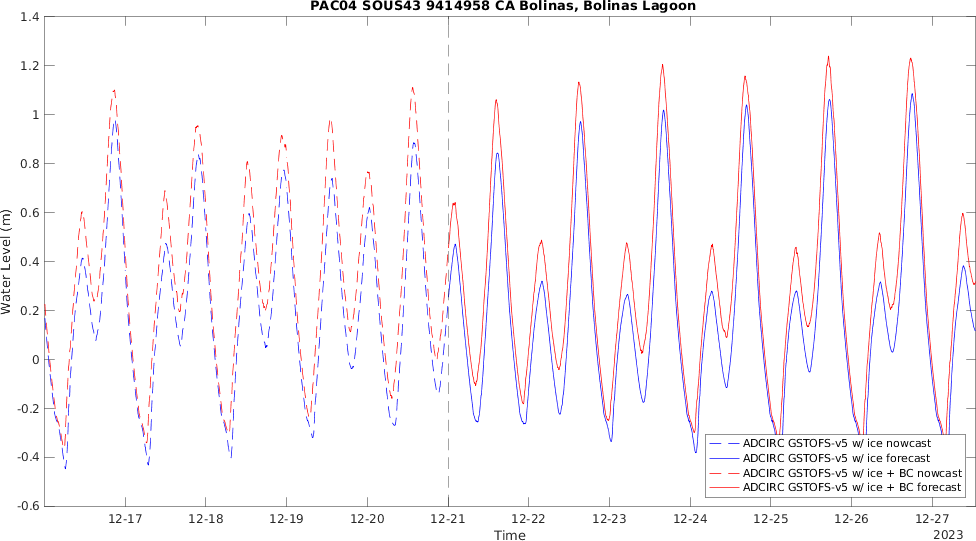 PAC04 SOUS43 9414958 CA Bolinas, Bolinas Lagoon
1.4
1.2
1
0.8
0.6
0.4
0.2
0
-0.2
-0.4
-0.6
Water Level (m)
ADCIRC GSTOFS-v5 w/ ice nowcast
ADCIRC GSTOFS-v5 w/ ice forecast
ADCIRC GSTOFS-v5 w/ ice + BC nowcast
ADCIRC GSTOFS-v5 w/ ice + BC forecast
12-17 12-18 12-19 12-20 12-21 12-22 12-23 12-24 12-25 12-26 12-27
Time
2023